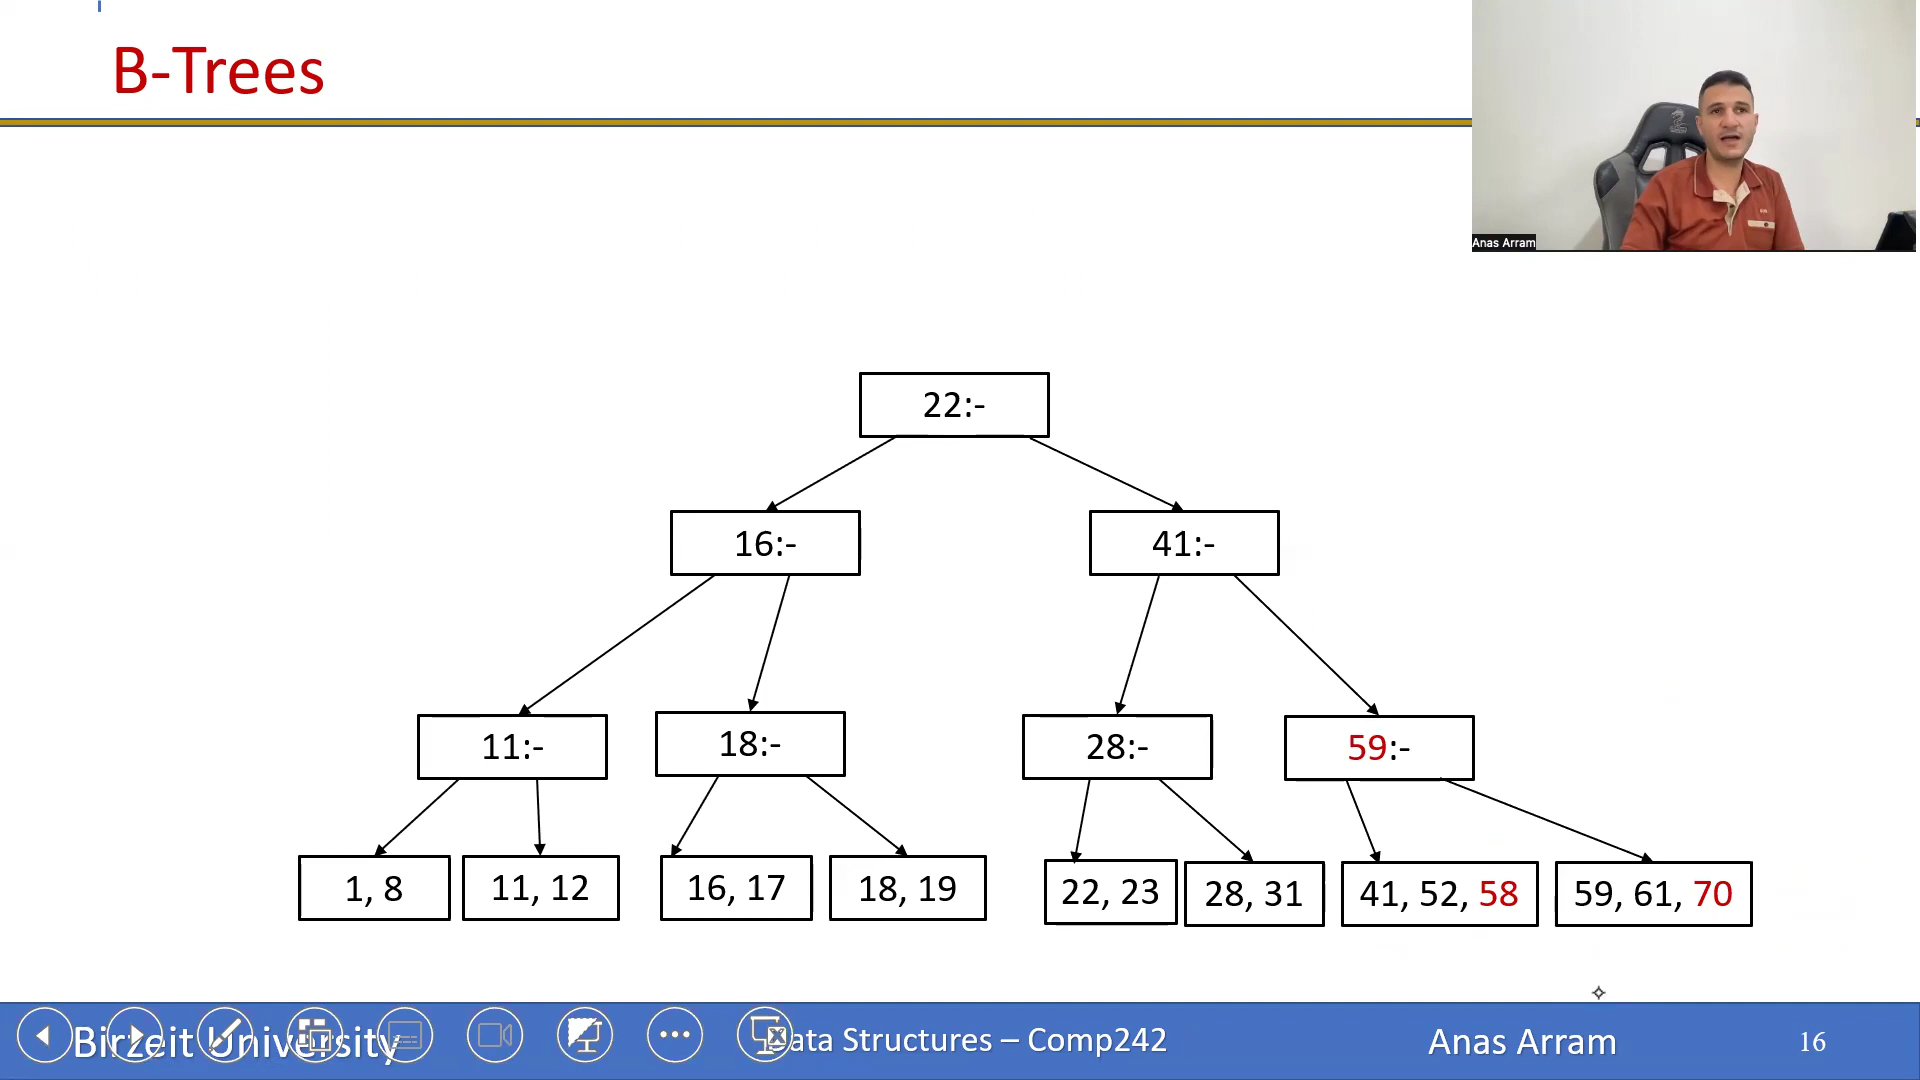 B-Trees
Anas Arram
22:-
16:-
41:-
11:-
18:-
28:-
59:-
1, 8
11, 12
16, 17
18, 19
22, 23
28, 31
41, 52, 58
59, 61, 70
Birzeit University
Data Structures – Comp242
Anas Arram
16